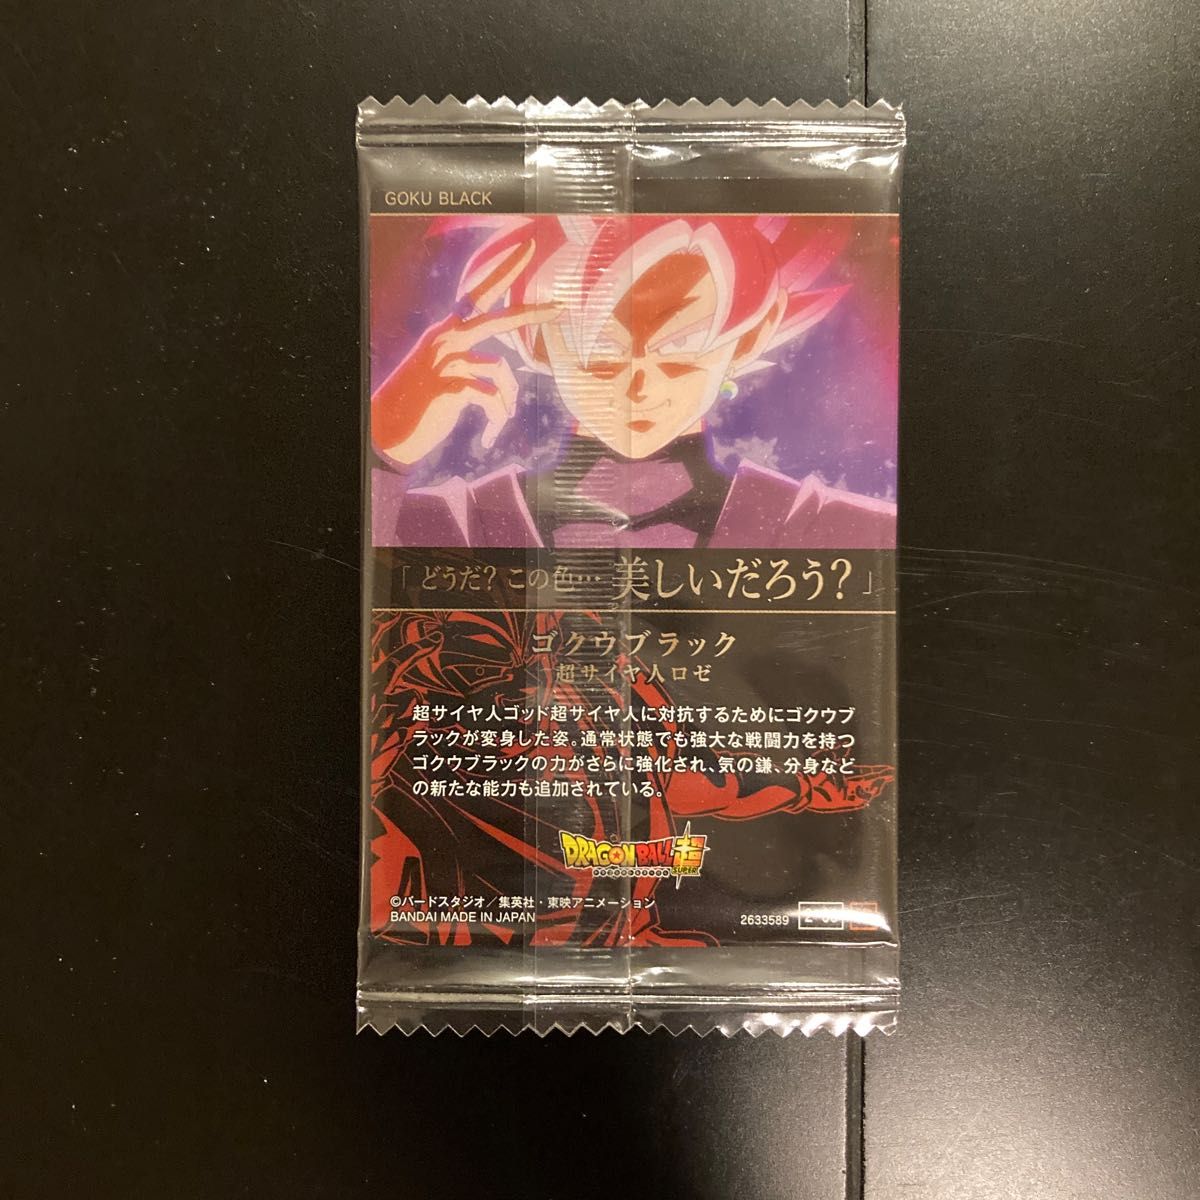 GOKU BLACK
「どうだ？この色…美しいだろう？」
ゴクウブラック
超サイヤ人ロゼ
超サイヤ人ゴッド超サイヤ人に対抗するためにゴクウブ
ラックが変身した姿。通常状態でも強大な戦闘力を持つ
ゴクウブラックの力がさらに強化され、気の鎌、分身など
の新たな能力も追加されている。
DRAGON BALL超
SUPER
©バードスタジオ／集英社・東映アニメーション
BANDAI MADE IN JAPAN
2633589